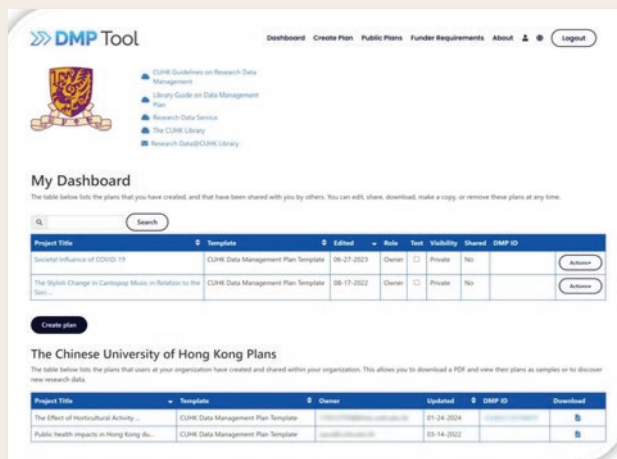 DMP Tool
Dashboard Create Plan Public Plans Funder Requirements About Logout
CUHK Guidelines on Research Data
Management
Library Guide on Data Management
Plan
Research Data Service
The CUHK Library
Research Data@CUHK Library
My Dashboard
The table below lists the plans that you have created, and that have been shared with you by others. You can edit, share, download, make a copy, or remove these plans at any time.
Search
Project Title Template Edited Role Test Visibility Shared DMP ID
Societal Influence of COVID-19 CUHK Data Management Plan Template 06-27-2023 Owner Private No Actions
The Stylish Change in Cantopop Music in Relation to the CUHK Data Management Plan Template 08-17-2022 Owner Private No Actions
Soci ...
Create plan
The Chinese University of Hong Kong Plans
The table below lists the plans that users at your organization have created and shared within your organization. This allows you to download a PDF and view their plans as samples or to discover
new research data.
Project Title Template Owner Updated DMP ID Download
The Effect of Horticultural Activity ... CUHK Data Management Plan Template 01-24-2024
Public health impacts in Hong Kong du... CUHK Data Management Plan Template 03-14-2022